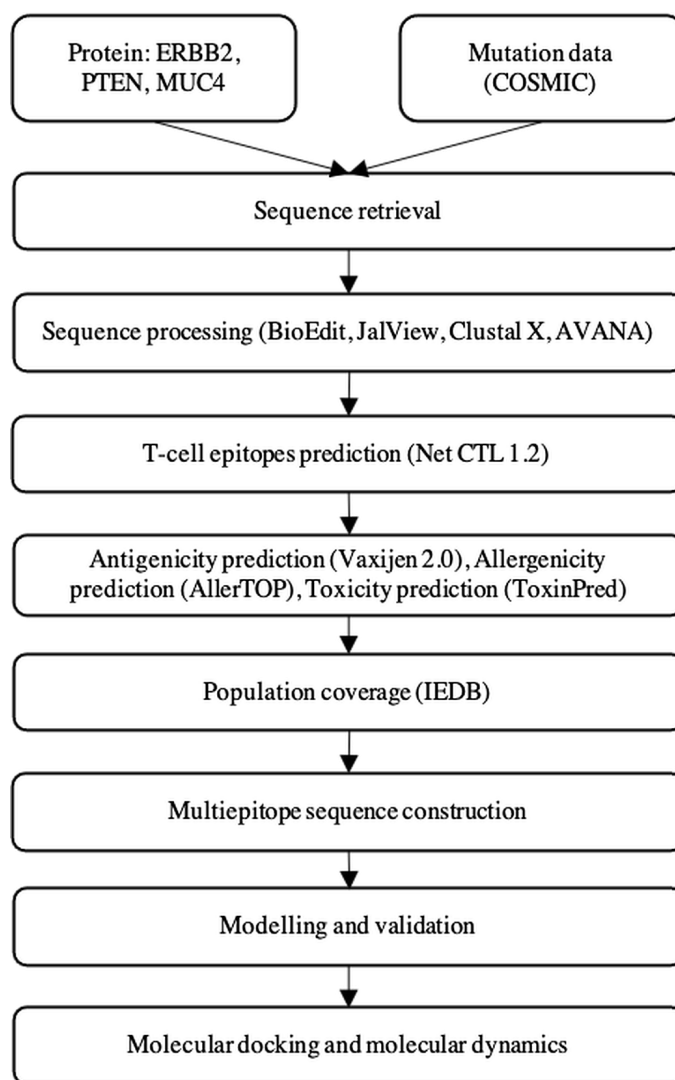 Protein: ERBB2,
PTEN, MUC4
Mutation data
(COSMIC)
Sequence retrieval
Sequence processing (BioEdit, JalView, Clustal X, AVANA)
T-cell epitopes prediction (Net CTL 1.2)
Antigenicity prediction (Vaxijen 2.0), Allergenicity
prediction (AllerTOP), Toxicity prediction (ToxinPred)
Population coverage (IEDB)
Multiepitope sequence construction
Modelling and validation
Molecular docking and molecular dynamics